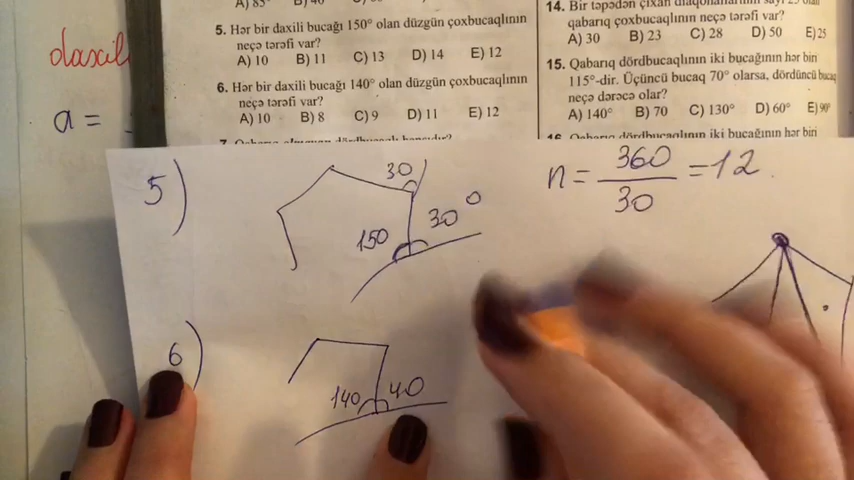 daxili
a =
5. Hər bir daxili bucağı 150° olan düzgün çoxbucaqlının
neçə tərəfi var?
A) 10 B) 11 C) 13 D) 14 E) 12
6. Hər bir daxili bucağı 140° olan düzgün çoxbucaqlının
neçə tərəfi var?
A) 10 B) 8 C) 9 D) 11 E) 12
14. Bir təpədən çıxan
qabarıq çoxbucaqlının neçə tərəfi var?
A) 30 B) 23 C) 28 D) 50 E) 25
15. Qabarıq dördbucaqlının iki bucağının hər biri
115°-dir. Üçüncü bucaq 70° olarsa, dördüncü bucaq
neçə dərəcə olar?
A) 140° B) 70 C) 130° D) 60° E) 90°
16. Qabarıq dördbucaqlının iki bucağının hər biri
5)
30
150
30°
n = 360/30 = 12.
6)
140
40